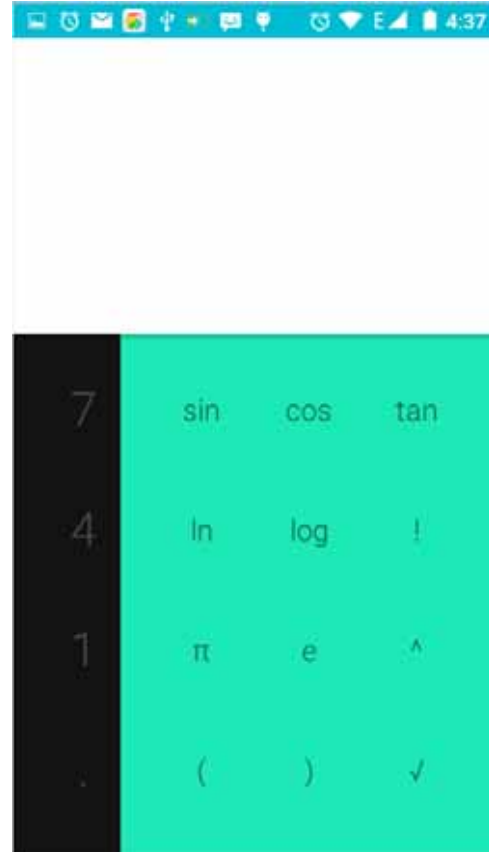 E 4:37
7 sin cos tan
4 ln log !
1 π e ^
. ( ) √